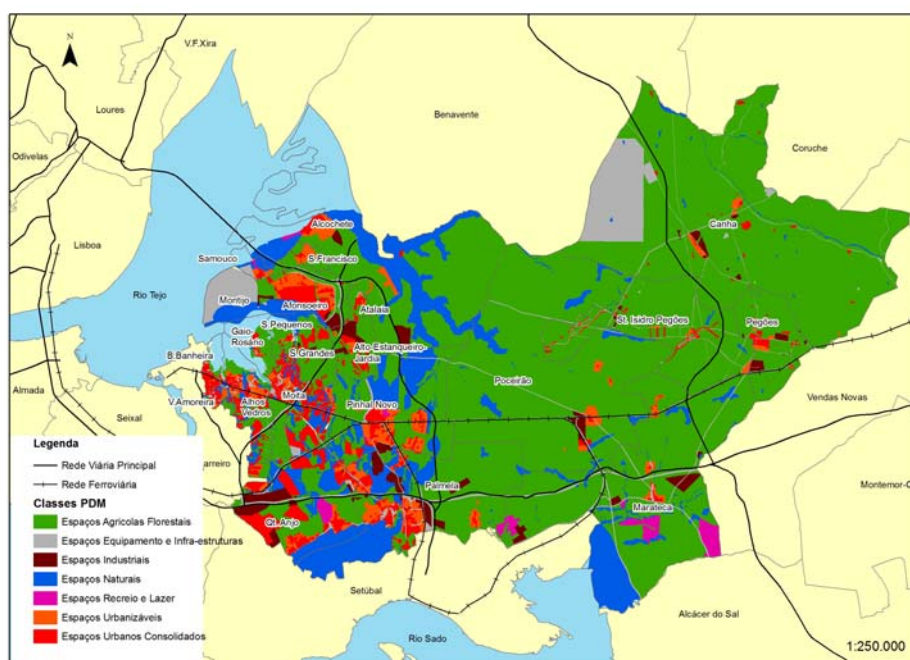 N
V.F.Xira
Loures
Benavente
Coruche
Odivelas
Lisboa
Alcochete
Canha
Samouco
S.Francisco
Rio Tejo
Montijo
Afonsoeiro
Atalaia
S.Pequenos
St. Isidro Pegões
Pegões
Gaio-
Rosário
B.Banheira
S.Grandes
Alto-Estanqueiro-
Jardia
Poceirão
Almada
Moita
V.Amoreira
Alhos
Vedros
Pinhal Novo
Vendas Novas
Seixal
arreiro
Montemor-O-
Palmela
Marateca
Qt. Anjo
Setúbal
Alcácer do Sal
Rio Sado
1:250.000
Legenda
Rede Viária Principal
Rede Ferroviária
Classes PDM
Espaços Agrícolas Florestais
Espaços Equipamento e Infra-estruturas
Espaços Industriais
Espaços Naturais
Espaços Recreio e Lazer
Espaços Urbanizáveis
Espaços Urbanos Consolidados